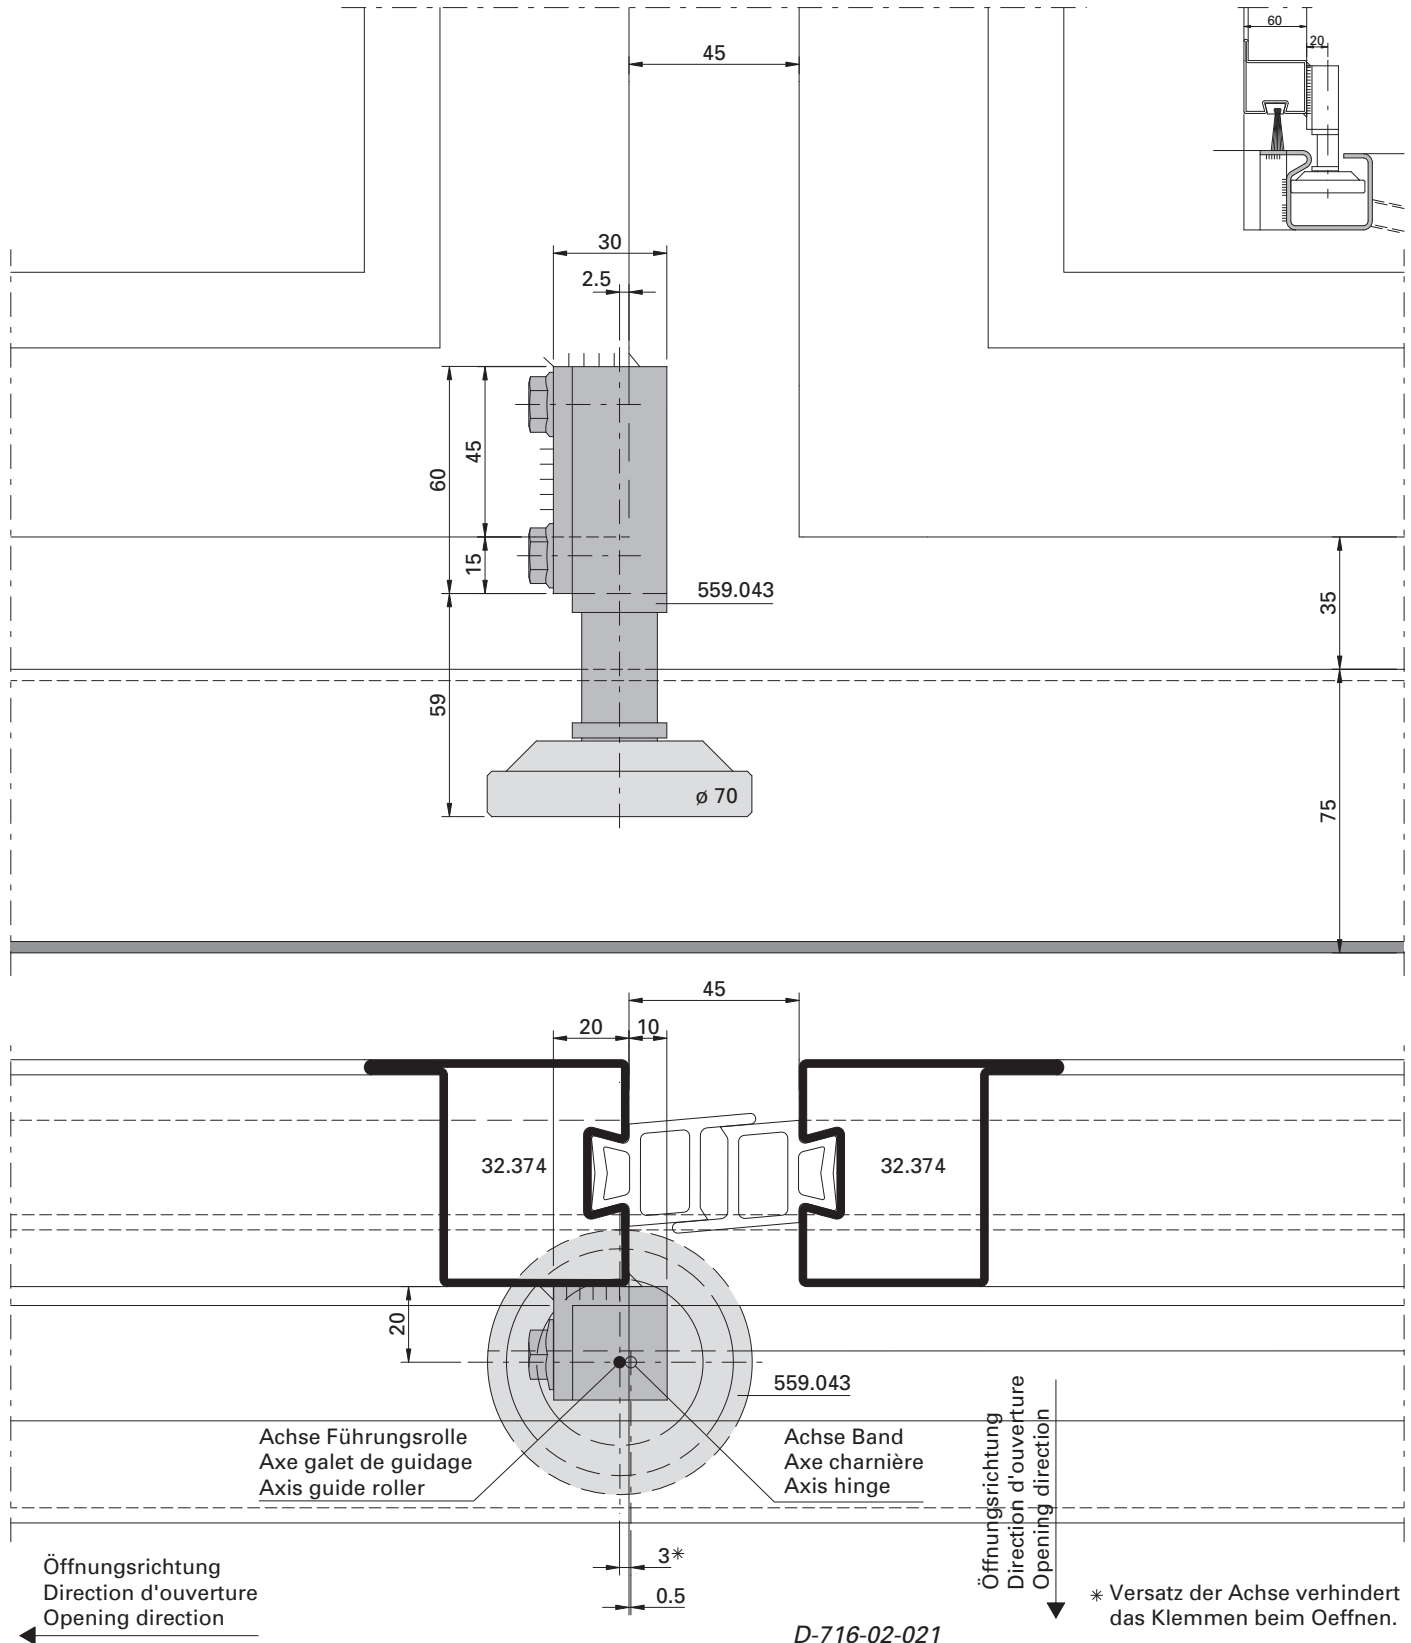 60
20
45
30
2.5
60
45
15
559.043
35
59
ø 70
75
45
20
10
32.374
32.374
20
559.043
Achse Führungsrolle
Axe galet de guidage
Axis guide roller
Achse Band
Axe charnière
Axis hinge
Öffnungsrichtung
Direction d'ouverture
Opening direction
3*
0.5
Öffnungsrichtung
Direction d'ouverture
Opening direction
* Versatz der Achse verhindert
das Klemmen beim Oeffnen.
D-716-02-021